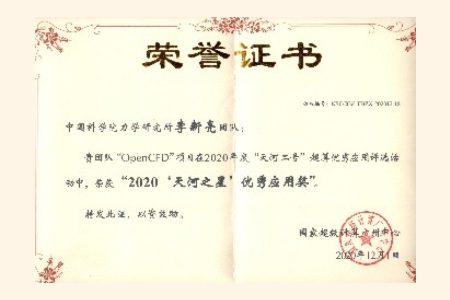 荣誉证书
中国科学院力学研究所李新亮团队：
贵团队“OpenCFD”项目在2020年度“天河二号”超算优秀应用评选活
动中，荣获“2020‘天河之星’优秀应用奖”。
特发此证，以资鼓励。
国家超级计算广州中心
2020年12月1